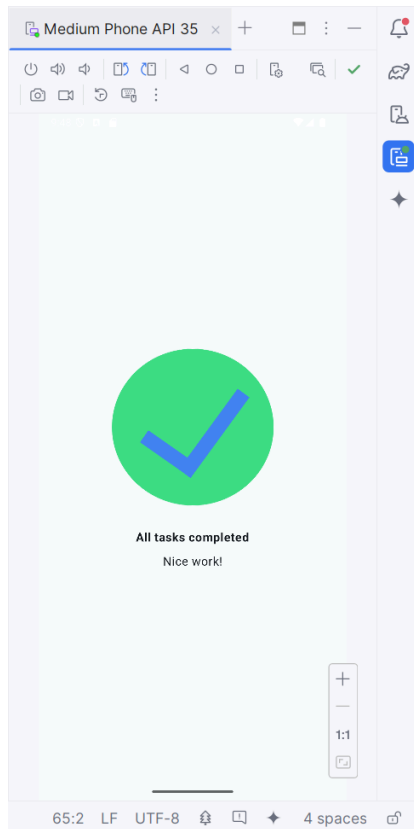 Medium Phone API 35
All tasks completed
Nice work!
1:1
65:2 LF UTF-8 4 spaces